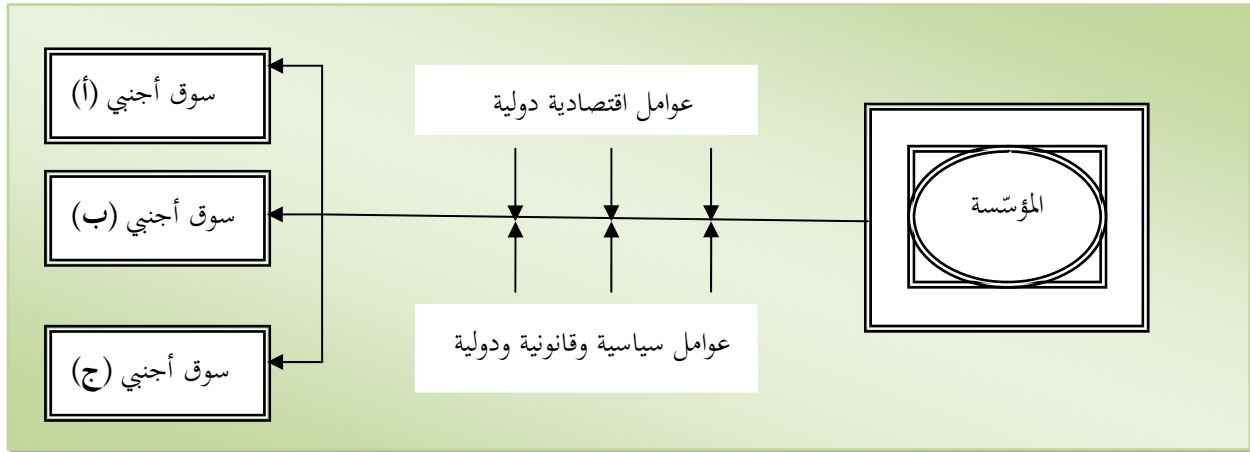 المؤسّسة
عوامل اقتصادية دولية
عوامل سياسية وقانونية ودولية
سوق أجنبي (أ)
سوق أجنبي (ب)
سوق أجنبي (ج)